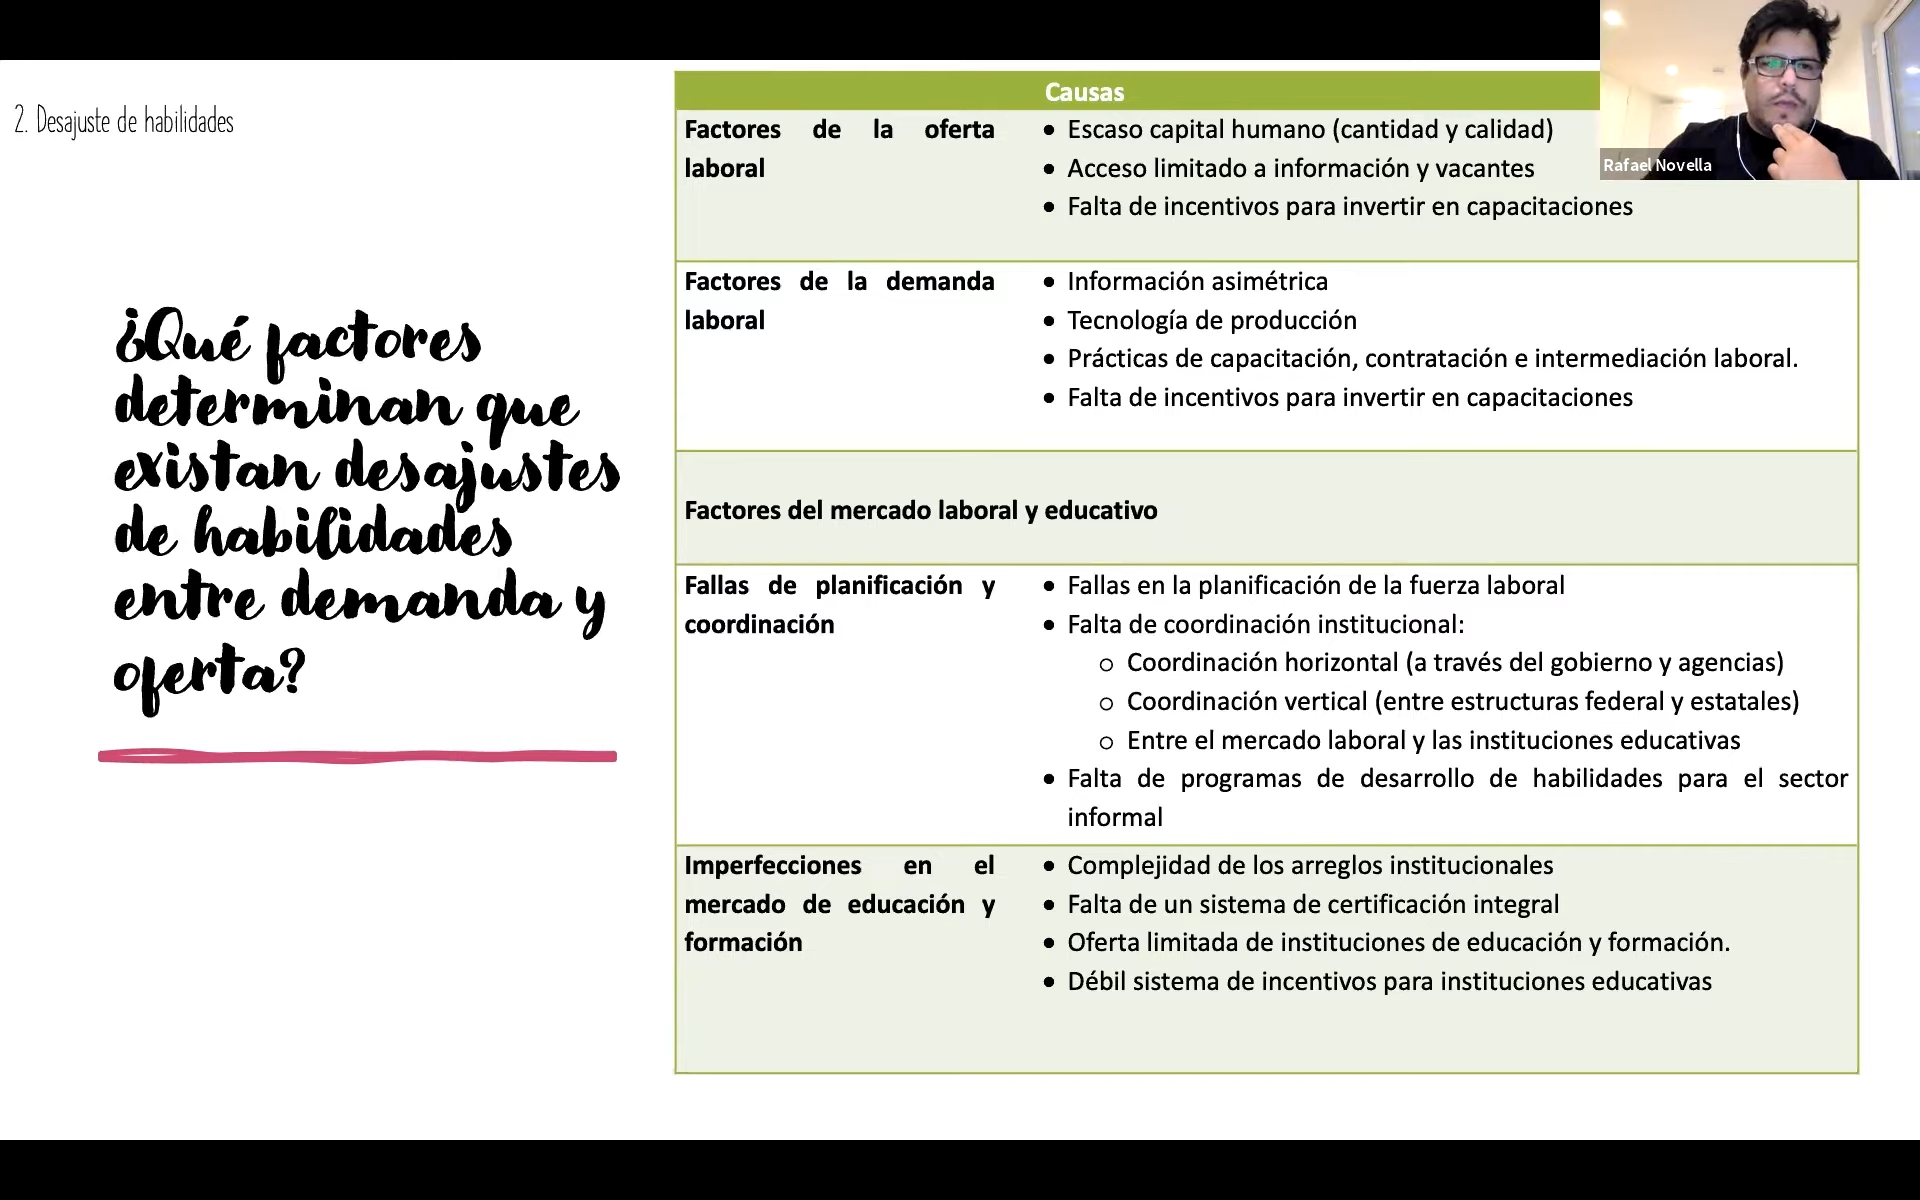 2. Desajuste de habilidades
¿Qué factores
determinan que
existan desajustes
de habilidades
entre demanda y
oferta?
Causas
Factores de la oferta
laboral
• Escaso capital humano (cantidad y calidad)
• Acceso limitado a información y vacantes
• Falta de incentivos para invertir en capacitaciones
Factores de la demanda
laboral
• Información asimétrica
• Tecnología de producción
• Prácticas de capacitación, contratación e intermediación laboral.
• Falta de incentivos para invertir en capacitaciones
Factores del mercado laboral y educativo
Fallas de planificación y
coordinación
• Fallas en la planificación de la fuerza laboral
• Falta de coordinación institucional:
o Coordinación horizontal (a través del gobierno y agencias)
o Coordinación vertical (entre estructuras federal y estatales)
o Entre el mercado laboral y las instituciones educativas
• Falta de programas de desarrollo de habilidades para el sector
informal
Imperfecciones en el
mercado de educación y
formación
• Complejidad de los arreglos institucionales
• Falta de un sistema de certificación integral
• Oferta limitada de instituciones de educación y formación.
• Débil sistema de incentivos para instituciones educativas
Rafael Novella